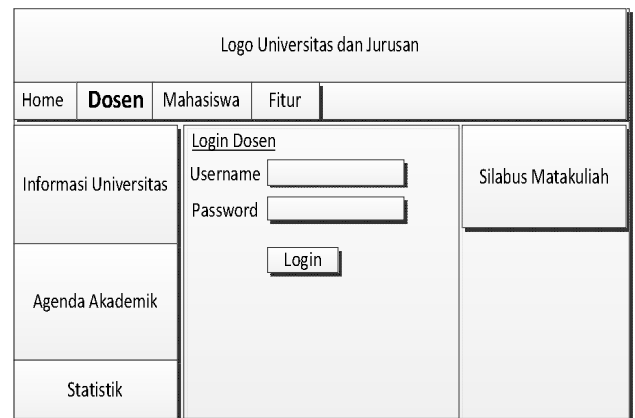 Logo Universitas dan Jurusan
Home Dosen Mahasiswa Fitur
Informasi Universitas
Agenda Akademik
Statistik
Login Dosen
Username
Password
Login
Silabus Matakuliah